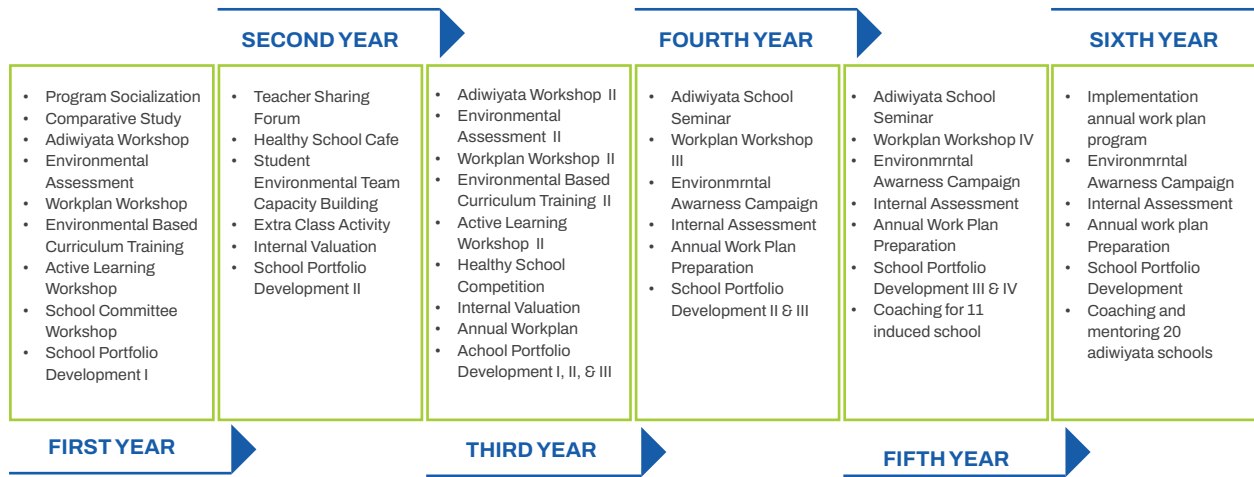 FIRST YEAR
• Program Socialization
• Comparative Study
• Adiwiyata Workshop
• Environmental
Assessment
• Workplan Workshop
• Environmental Based
Curriculum Training
• Active Learning
Workshop
• School Committee
Workshop
• School Portfolio
Development I
SECOND YEAR
• Teacher Sharing
Forum
• Healthy School Cafe
• Student
Environmental Team
Capacity Building
• Extra Class Activity
• Internal Valuation
• School Portfolio
Development II
THIRD YEAR
• Adiwiyata Workshop II
• Environmental
Assessment II
• Workplan Workshop II
• Environmental Based
Curriculum Training II
• Active Learning
Workshop II
• Healthy School
Competition
• Internal Valuation
• Annual Workplan
• Achool Portfolio
Development I, II, & III
FOURTH YEAR
• Adiwiyata School
Seminar
• Workplan Workshop
III
• Environmrntal
Awarness Campaign
• Internal Assessment
• Annual Work Plan
Preparation
• School Portfolio
Development II & III
FIFTH YEAR
• Adiwiyata School
Seminar
• Workplan Workshop IV
• Environmrntal
Awarness Campaign
• Internal Assessment
• Annual Work Plan
Preparation
• School Portfolio
Development III & IV
• Coaching for 11
induced school
SIXTH YEAR
• Implementation
annual work plan
program
• Environmrntal
Awarness Campaign
• Internal Assessment
• Annual work plan
Preparation
• School Portfolio
Development
• Coaching and
mentoring 20
adiwiyata schools